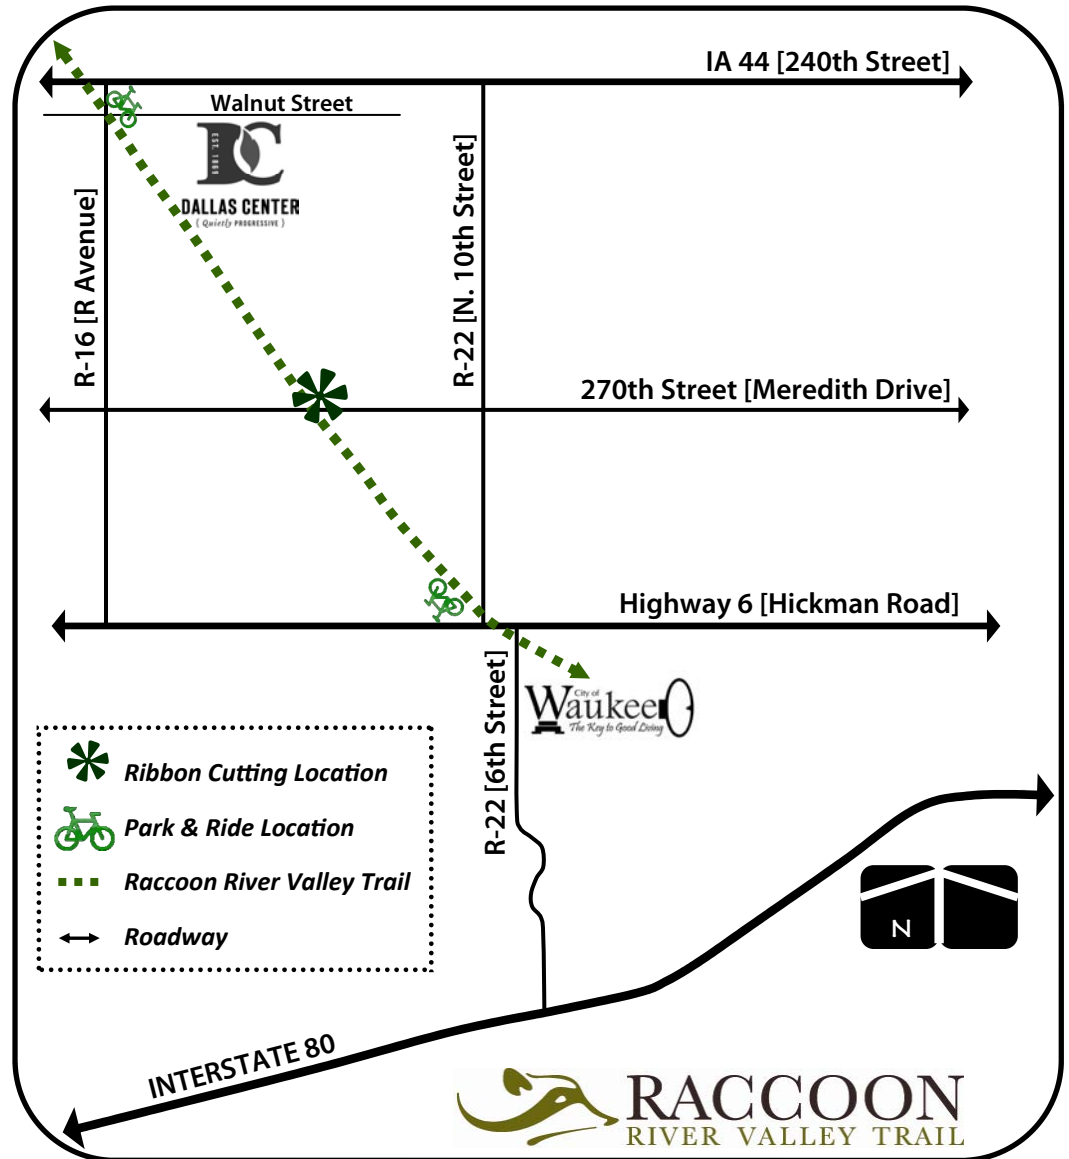 IA 44 [240th Street]
Walnut Street
EST. 1869
DC
DALLAS CENTER
{ Quietly PROGRESSIVE }
R-16 [R Avenue]
R-22 [N. 10th Street]
270th Street [Meredith Drive]
Highway 6 [Hickman Road]
City of
Waukee
The Key to Good Living
R-22 [6th Street]
Ribbon Cutting Location
Park & Ride Location
Raccoon River Valley Trail
Roadway
N
INTERSTATE 80
RACCOON
RIVER VALLEY TRAIL